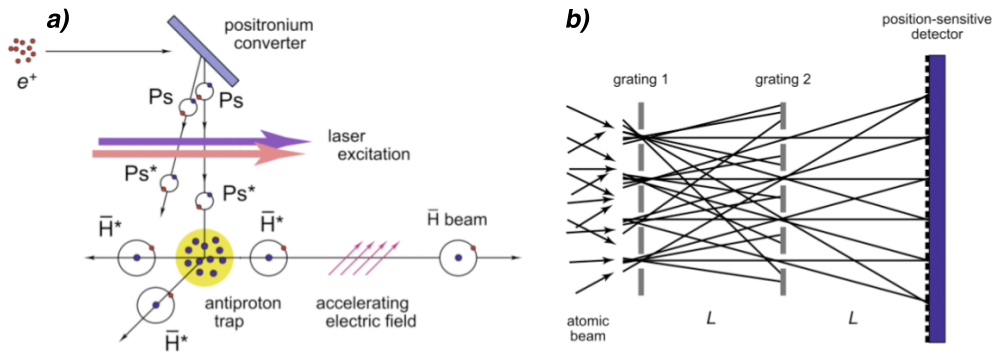 a)
positronium
converter
e⁺
Ps
Ps
laser
excitation
Ps*
Ps*
H̅*
H̅*
H̅ beam
antiproton
trap
accelerating
electric field
H̅*
b)
position-sensitive
detector
grating 1
grating 2
atomic
beam
L
L